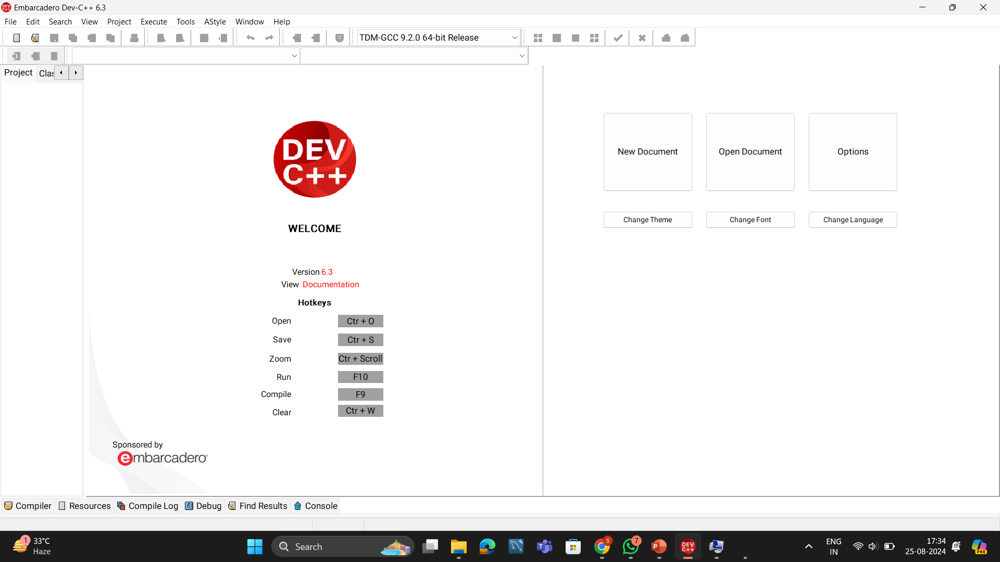 Embarcadero Dev-C++ 6.3
File Edit Search View Project Execute Tools AStyle Window Help
TDM-GCC 9.2.0 64-bit Release
Project Clas
DEV
C++
WELCOME
Version 6.3
View Documentation
Hotkeys
Open Ctr + O
Save Ctr + S
Zoom Ctr + Scroll
Run F10
Compile F9
Clear Ctr + W
Sponsored by
embarcadero
New Document Open Document Options
Change Theme Change Font Change Language
Compiler Resources Compile Log Debug Find Results Console
1
33°C
Haze
Search
S
7
DEV
C++
ENG
IN
17:34
25-08-2024
PRE